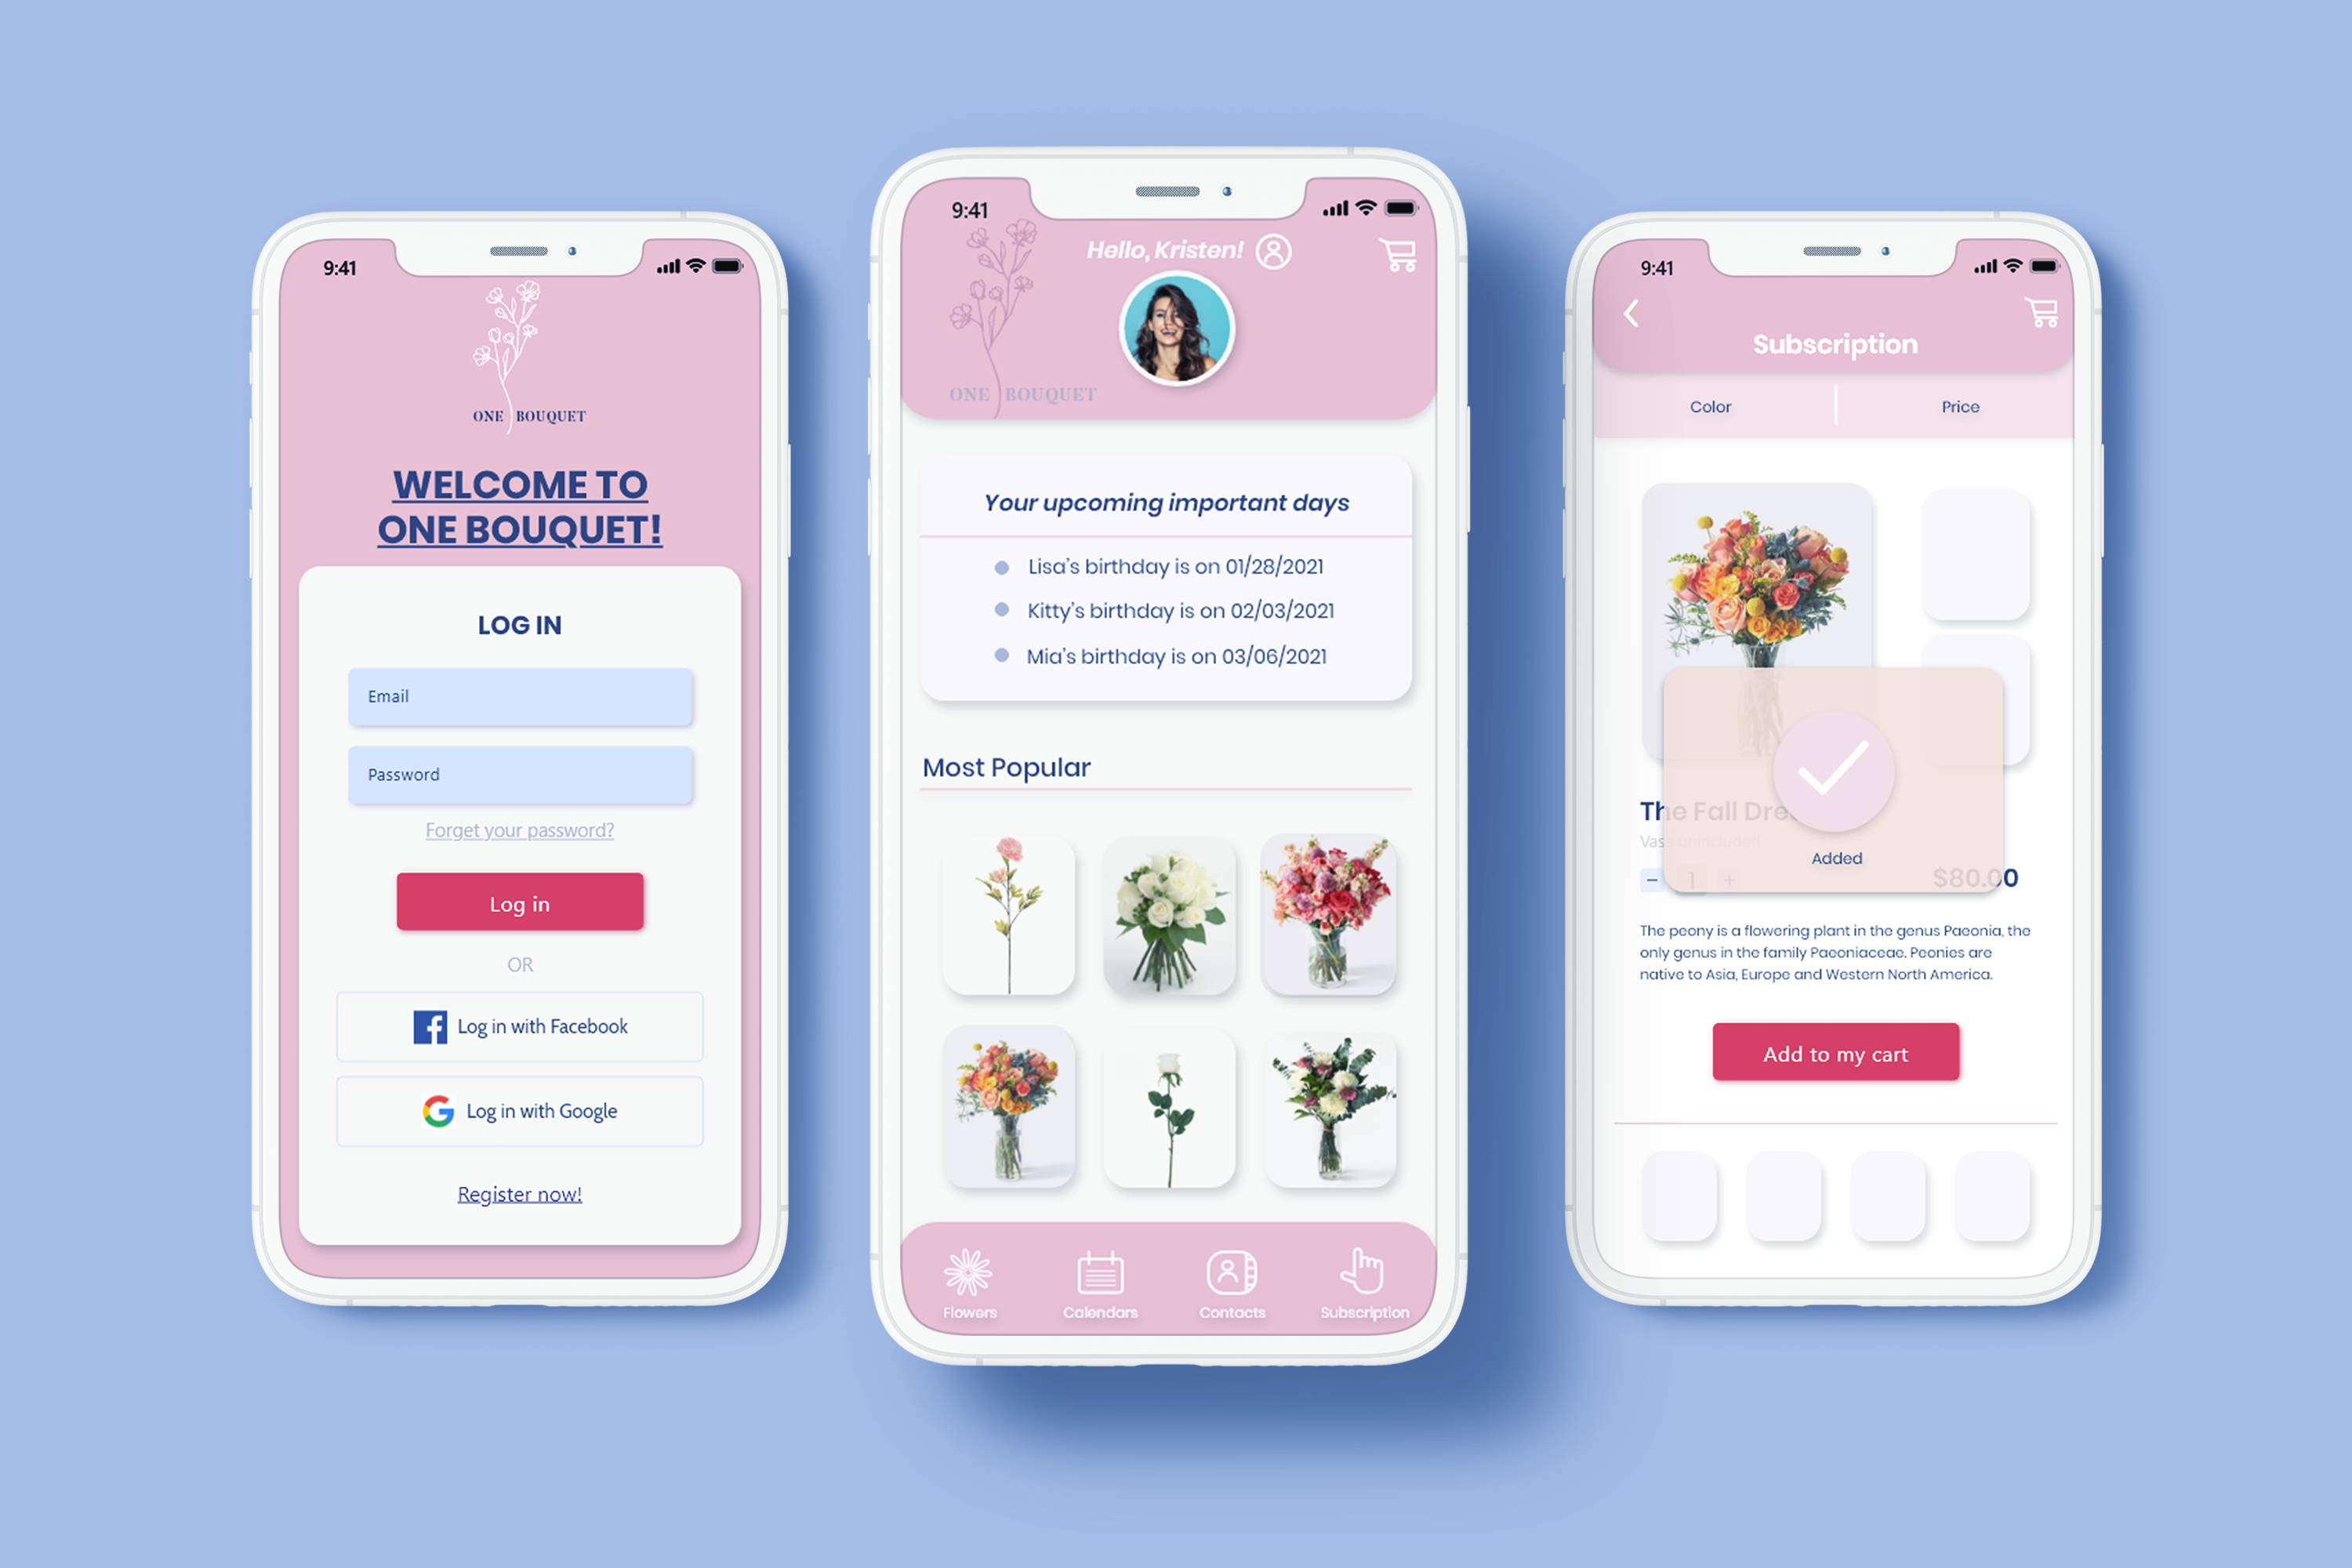 9:41
ONE BOUQUET
WELCOME TO
ONE BOUQUET!
LOG IN
Email
Password
Forget your password?
Log in
OR
Log in with Facebook
Log in with Google
Register now!
9:41
Hello, Kristen!
ONE BOUQUET
Your upcoming important days
Lisa's birthday is on 01/28/2021
Kitty's birthday is on 02/03/2021
Mia's birthday is on 03/06/2021
Most Popular
Flowers Calendars Contacts Subscription
9:41
Subscription
Color Price
The Fall
Added
− 1 + $80.00
The peony is a flowering plant in the genus Paeonia, the
only genus in the family Paeoniaceae. Peonies are
native to Asia, Europe and Western North America.
Add to my cart